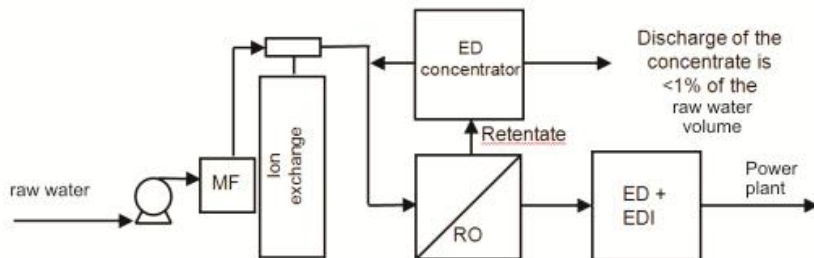 raw water
MF
Ion
exchange
ED
concentrator
Retentate
RO
ED +
EDI
Discharge of the
concentrate is
<1% of the
raw water
volume
Power
plant